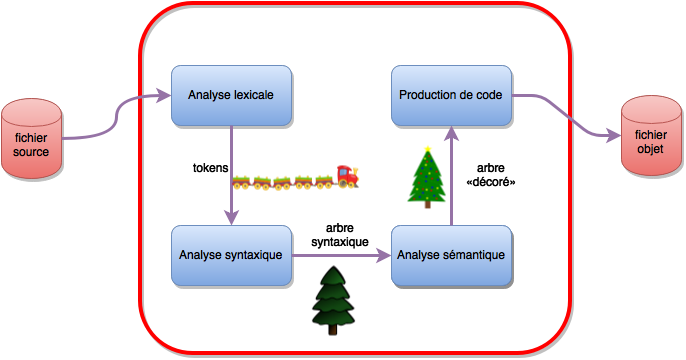 fichier
source
Analyse lexicale
tokens
Analyse syntaxique
arbre
syntaxique
Analyse sémantique
arbre
«décoré»
Production de code
fichier
objet